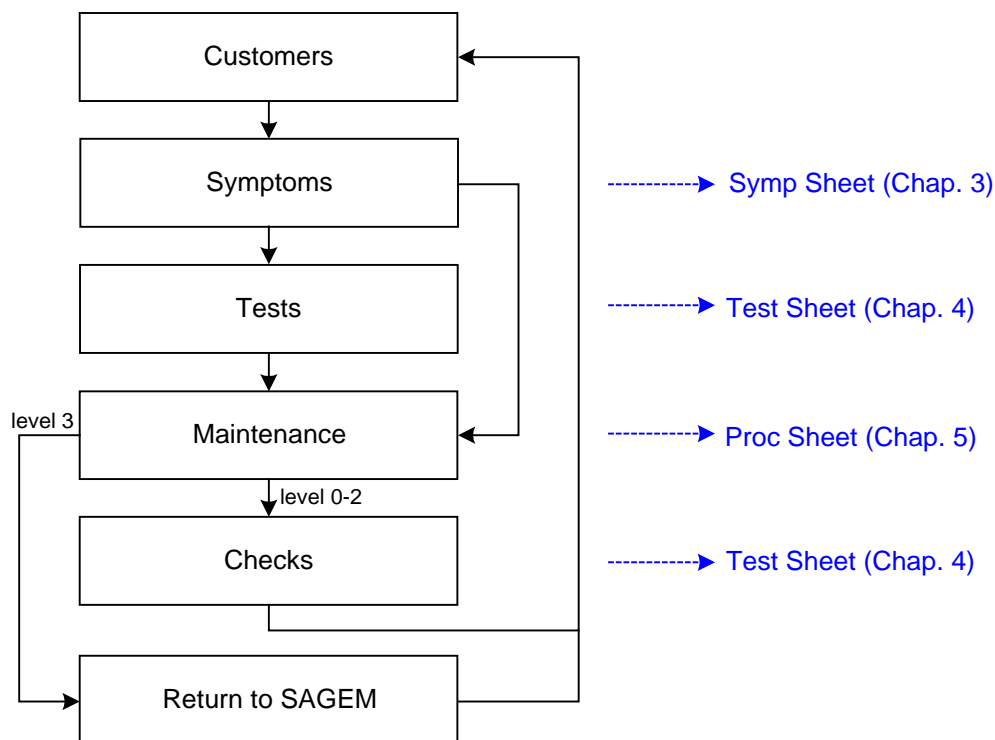 Customers
Symptoms
Symp Sheet (Chap. 3)
Tests
Test Sheet (Chap. 4)
level 3
Maintenance
Proc Sheet (Chap. 5)
level 0-2
Checks
Test Sheet (Chap. 4)
Return to SAGEM